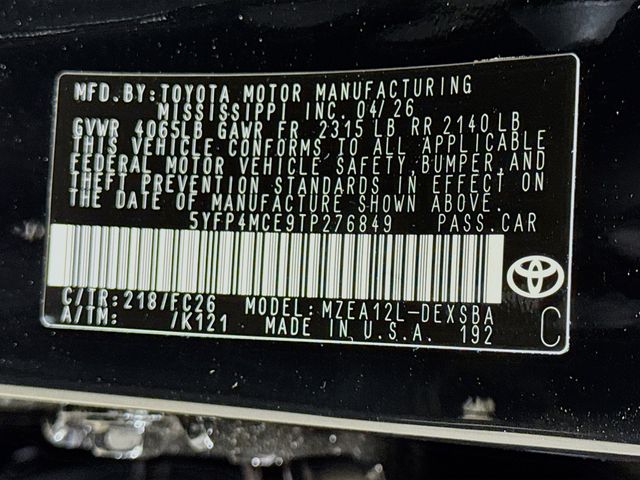 MFD. BY: TOYOTA MOTOR MANUFACTURING
MISSISSIPPI INC. 04/26
GVWR 4065LB GAWR FR 2315 LB RR 2140 LB
THIS VEHICLE CONFORMS TO ALL APPLICABLE
FEDERAL MOTOR VEHICLE SAFETY, BUMPER, AND
THEFT PREVENTION STANDARDS IN EFFECT ON
THE DATE OF MANUFACTURE SHOWN ABOVE.
5YFP4MCE9TP276849 PASS. CAR
C/TR: 218/FC26 MODEL: MZEA12L-DEXSBA
A/TM: /K121 MADE IN U.S.A. 192 C